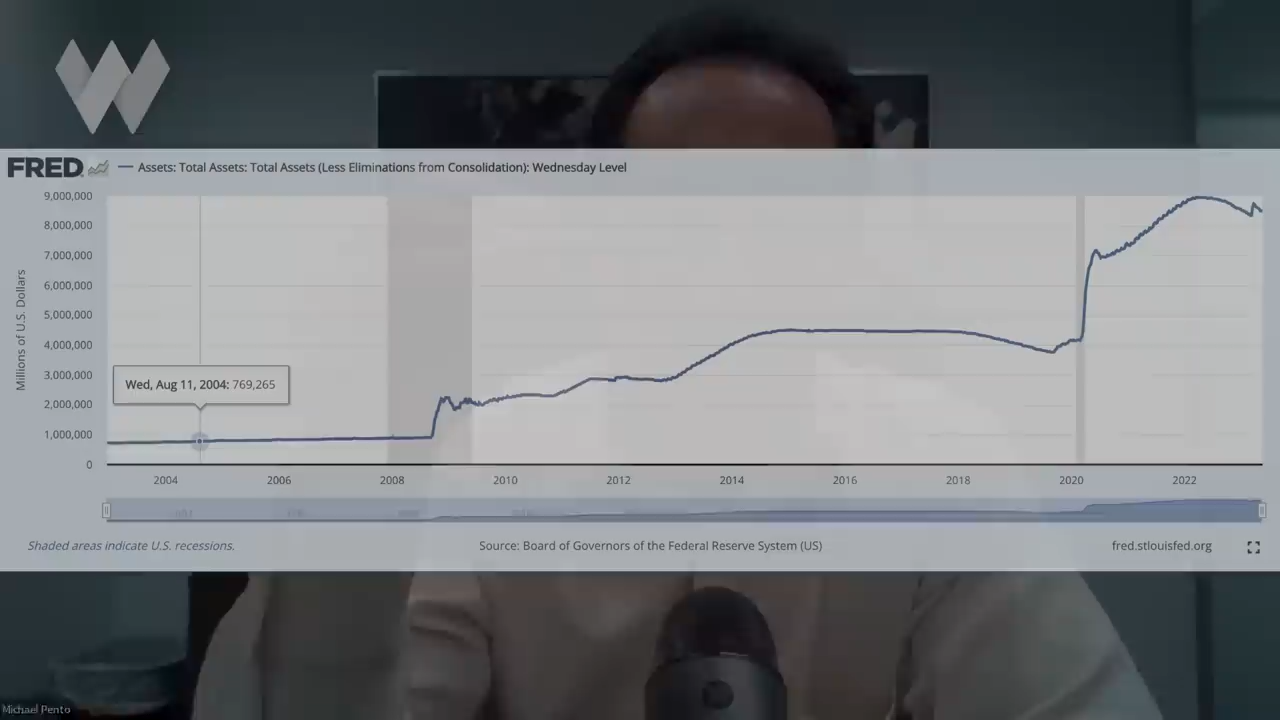 W
FRED
Assets: Total Assets: Total Assets (Less Eliminations from Consolidation): Wednesday Level
Millions of U.S. Dollars
9,000,000
8,000,000
7,000,000
6,000,000
5,000,000
4,000,000
3,000,000
2,000,000
1,000,000
0
Wed, Aug 11, 2004: 769,265
2004 2006 2008 2010 2012 2014 2016 2018 2020 2022
Shaded areas indicate U.S. recessions.
Source: Board of Governors of the Federal Reserve System (US)
fred.stlouisfed.org
Michael Pento